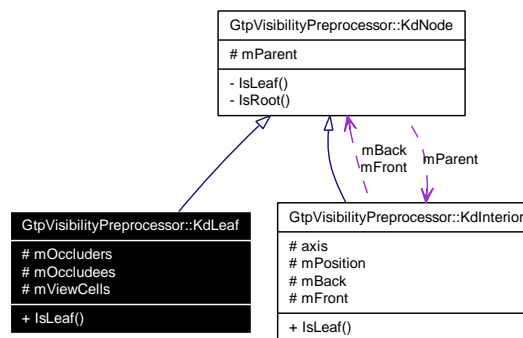 GtpVisibilityPreprocessor::KdNode
# mParent
- IsLeaf()
- IsRoot()
mBack
mFront
mParent
GtpVisibilityPreprocessor::KdLeaf
# mOccluders
# mOccludees
# mViewCells
+ IsLeaf()
GtpVisibilityPreprocessor::KdInterior
# axis
# mPosition
# mBack
# mFront
+ IsLeaf()